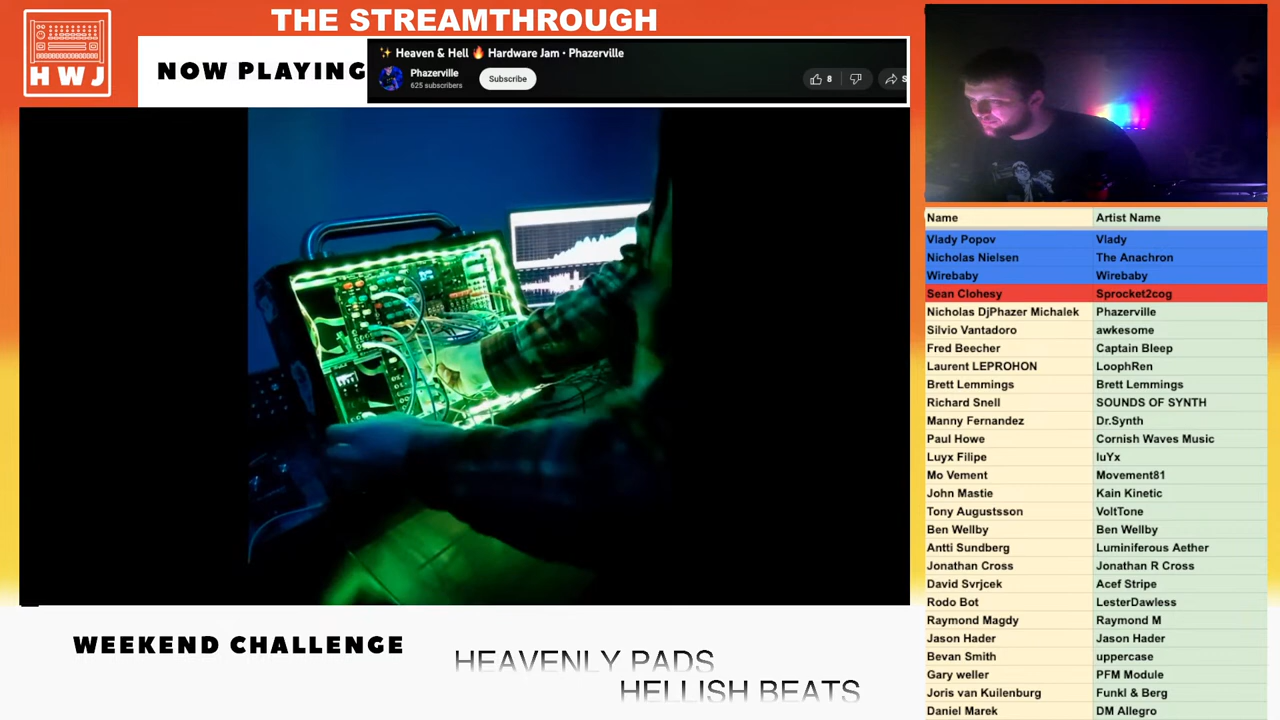 THE STREAMTHROUGH
HWJ
NOW PLAYING
✨ Heaven & Hell 🔥 Hardware Jam • Phazerville
Phazerville
625 subscribers
Subscribe
8
S
Name Artist Name
Vlady Popov Vlady
Nicholas Nielsen The Anachron
Wirebaby Wirebaby
Sean Clohesy Sprocket2cog
Nicholas DjPhazer Michalek Phazerville
Silvio Vantadoro awkesome
Fred Beecher Captain Bleep
Laurent LEPROHON LoophRen
Brett Lemmings Brett Lemmings
Richard Snell SOUNDS OF SYNTH
Manny Fernandez Dr.Synth
Paul Howe Cornish Waves Music
Luyx Filipe luYx
Mo Vement Movement81
John Mastie Kain Kinetic
Tony Augustsson VoltTone
Ben Wellby Ben Wellby
Antti Sundberg Luminiferous Aether
Jonathan Cross Jonathan R Cross
David Svrjcek Acef Stripe
Rodo Bot LesterDawless
Raymond Magdy Raymond M
Jason Hader Jason Hader
Bevan Smith uppercase
Gary weller PFM Module
Joris van Kuilenburg Funkl & Berg
Daniel Marek DM Allegro
WEEKEND CHALLENGE
HEAVENLY PADS
HELLISH BEATS